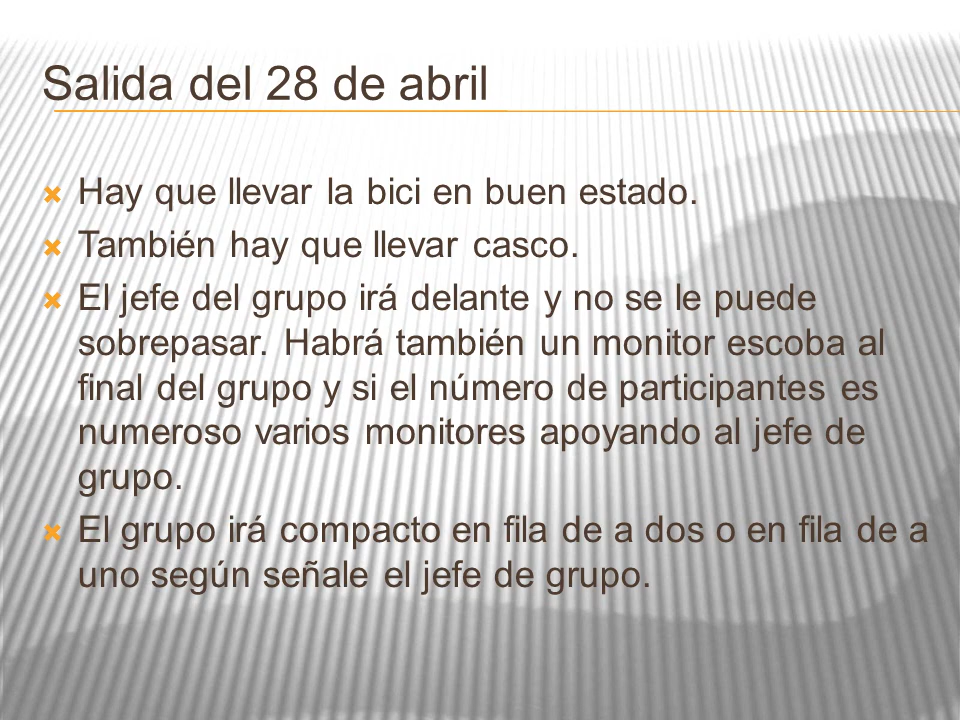 Salida del 28 de abril
Hay que llevar la bici en buen estado.
También hay que llevar casco.
El jefe del grupo irá delante y no se le puede
sobrepasar. Habrá también un monitor escoba al
final del grupo y si el número de participantes es
numeroso varios monitores apoyando al jefe de
grupo.
El grupo irá compacto en fila de a dos o en fila de a
uno según señale el jefe de grupo.